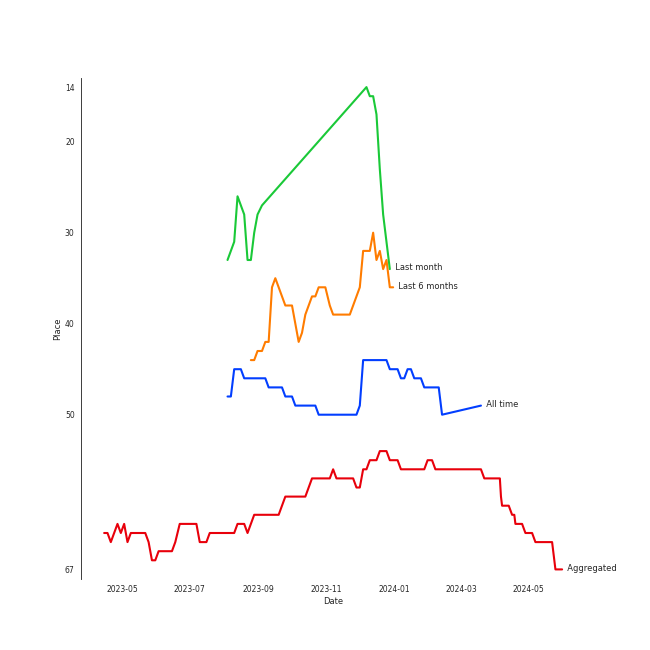 14
20
30
40
50
67
Place
Last month
Last 6 months
All time
Aggregated
2023-05 2023-07 2023-09 2023-11 2024-01 2024-03 2024-05
Date